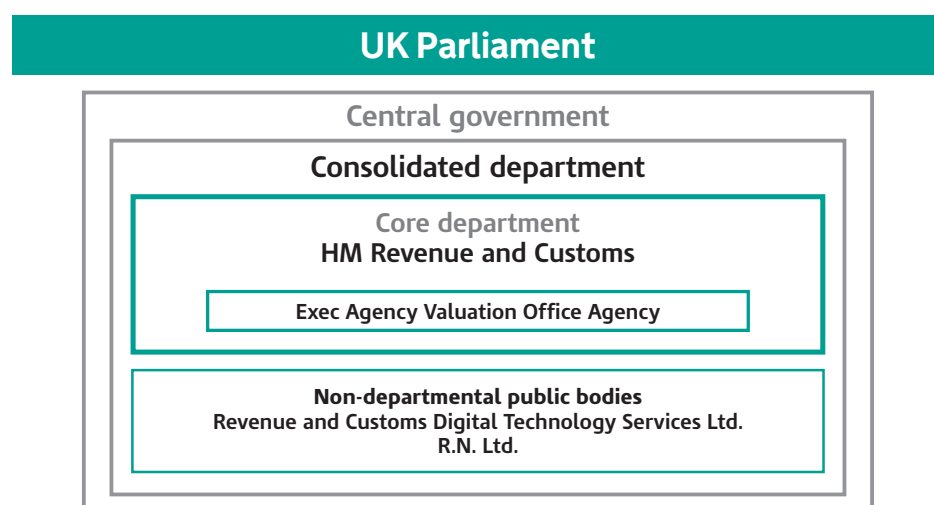 UK Parliament
Central government
Consolidated department
Core department
HM Revenue and Customs
Exec Agency Valuation Office Agency
Non-departmental public bodies
Revenue and Customs Digital Technology Services Ltd.
R.N. Ltd.